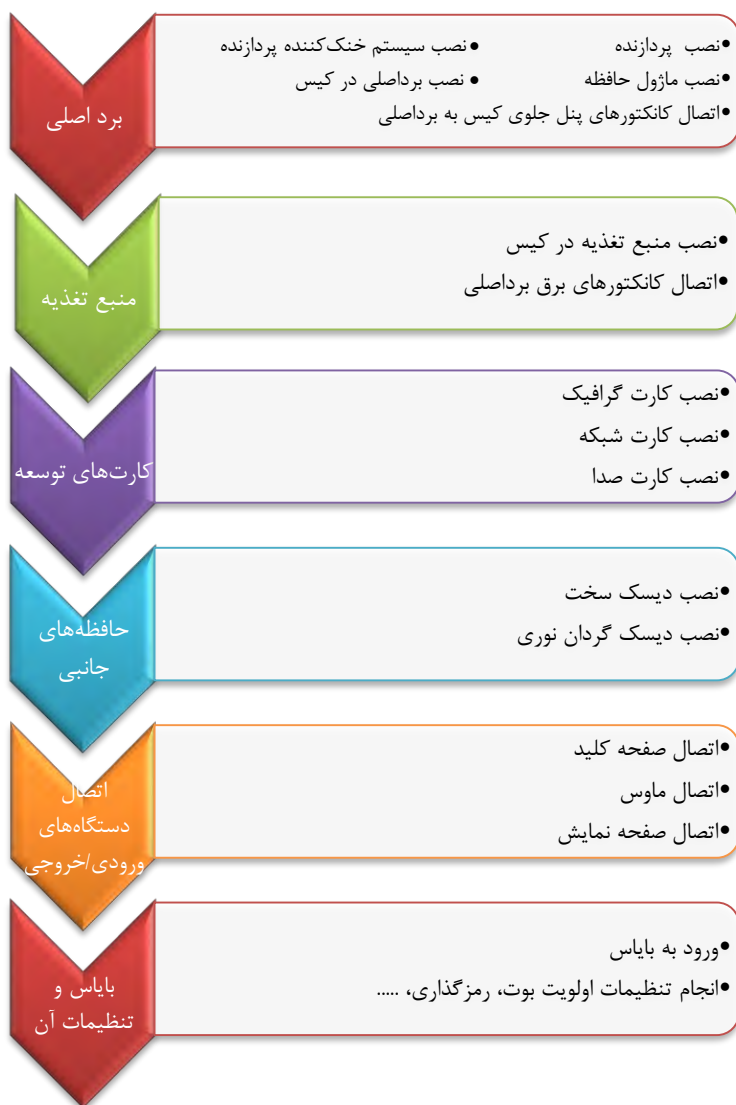 برد اصلی
•نصب پردازنده •نصب سیستم خنک‌کننده پردازنده
•نصب ماژول حافظه • نصب برداصلی در کیس
•اتصال کانکتورهای پنل جلوی کیس به برداصلی
منبع تغذیه
•نصب منبع تغذیه در کیس
•اتصال کانکتورهای برق برداصلی
کارت‌های توسعه
•نصب کارت گرافیک
•نصب کارت شبکه
•نصب کارت صدا
حافظه‌های
جانبی
•نصب دیسک سخت
•نصب دیسک گردان نوری
اتصال
دستگاه‌های
ورودی/خروجی
•اتصال صفحه کلید
•اتصال ماوس
•اتصال صفحه نمایش
بایاس و
تنظیمات آن
•ورود به بایاس
•انجام تنظیمات اولویت بوت، رمزگذاری، .....